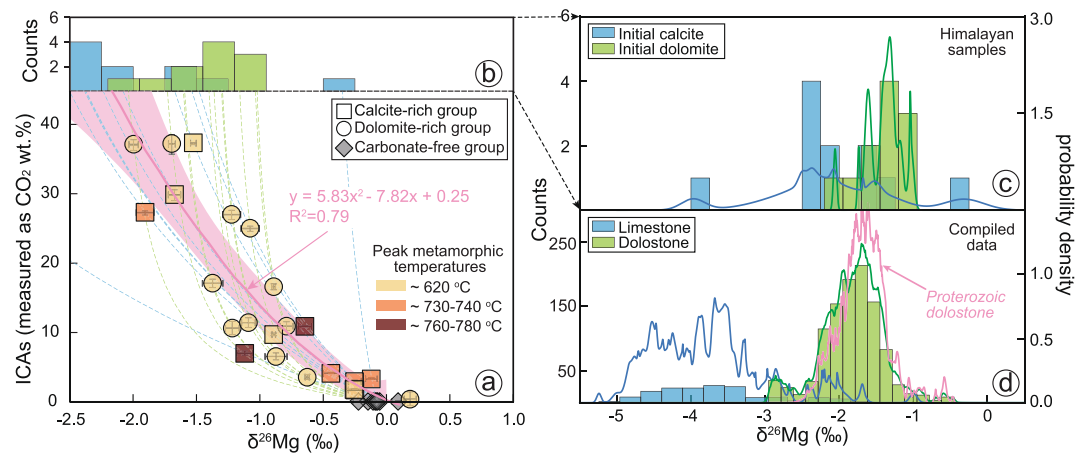 6
4
2
Counts
b
40
30
20
10
0
ICAs (measured as CO₂ wt.%)
Calcite-rich group
Dolomite-rich group
Carbonate-free group
y = 5.83x² - 7.82x + 0.25
R²=0.79
Peak metamorphic
temperatures
~ 620 °C
~ 730-740 °C
~ 760-780 °C
a
-2.5 -2.0 -1.5 -1.0 -0.5 0.0 0.5 1.0
δ²⁶Mg (‰)
Initial calcite
Initial dolomite
Himalayan
samples
6
4
2
Counts
c
3.0
1.5
1.0
0.5
0.0
probability density
Limestone
Dolostone
Compiled
data
Proterozoic
dolostone
250
150
50
d
-5 -4 -3 -2 -1 0
δ²⁶Mg (‰)